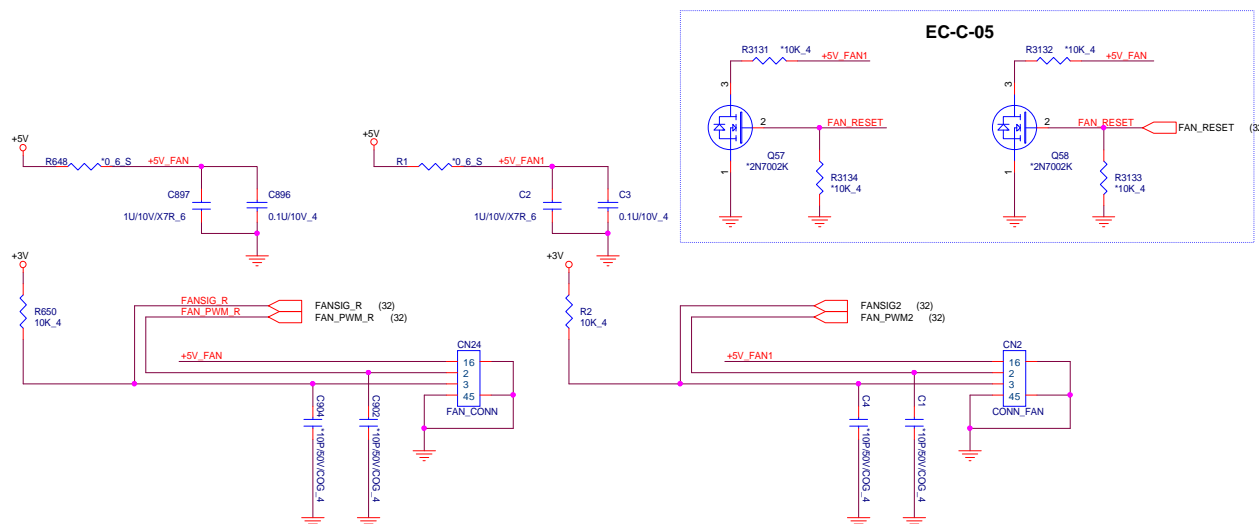 EC-C-05
R3131 *10K_4
+5V_FAN1
3
2
FAN_RESET
Q57
*2N7002K
1
R3134
*10K_4
R3132 *10K_4
+5V_FAN
3
2
FAN_RESET
FAN_RESET (3
Q58
*2N7002K
1
R3133
*10K_4
+5V
R648 *0_6_S +5V_FAN
C897
1U/10V/X7R_6
C896
0.1U/10V_4
+5V
R1 *0_6_S +5V_FAN1
C2
1U/10V/X7R_6
C3
0.1U/10V_4
+3V
R650
10K_4
FANSIG_R
FAN_PWM_R
FANSIG_R (32)
FAN_PWM_R (32)
+5V_FAN
CN24
16
2
3
45
FAN_CONN
C904
*10P/50V/COG_4
C902
*10P/50V/COG_4
+3V
R2
10K_4
FANSIG2 (32)
FAN_PWM2 (32)
+5V_FAN1
CN2
16
2
3
45
CONN_FAN
C4
*10P/50V/COG_4
C1
*10P/50V/COG_4